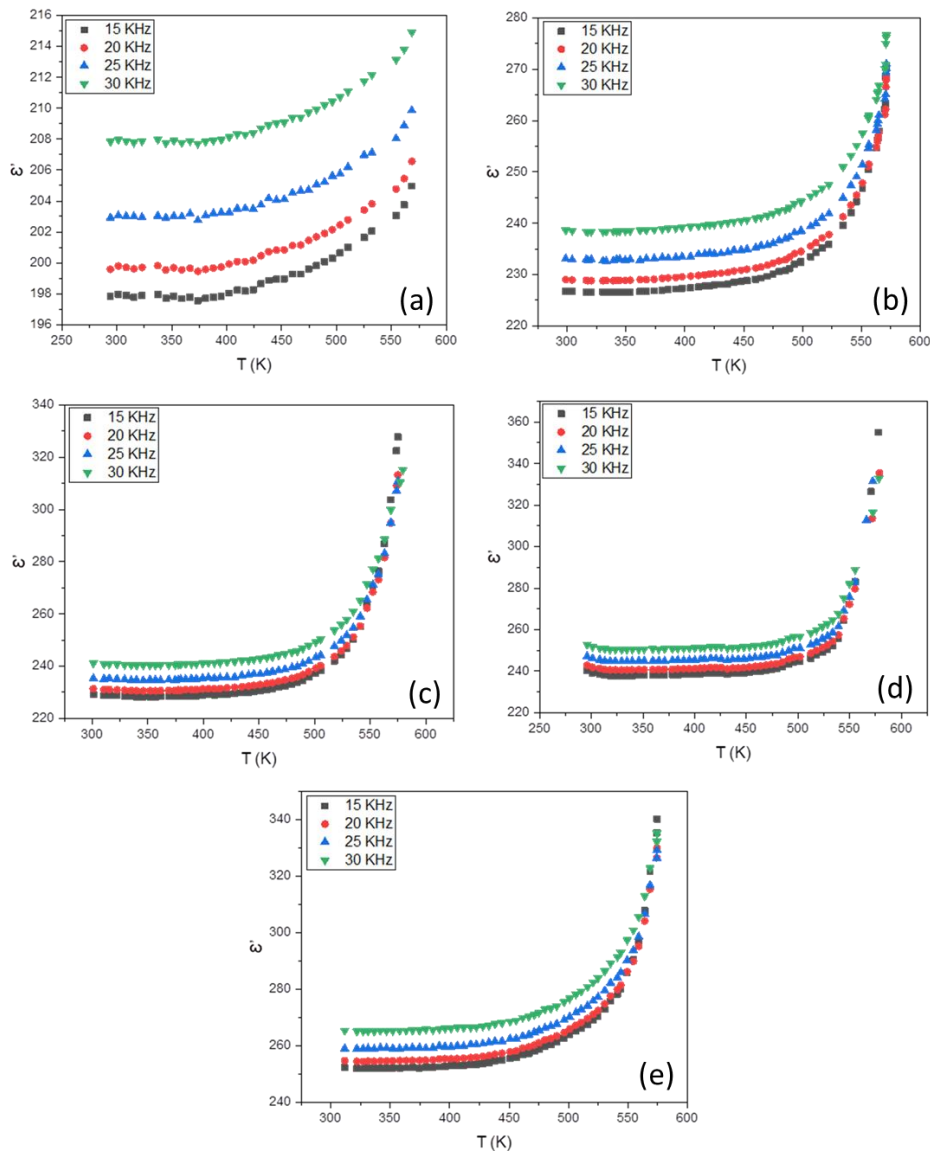 216
214
212
210
208
206
204
202
200
198
196
ε'
15 KHz
20 KHz
25 KHz
30 KHz
(a)
250 300 350 400 450 500 550 600
T (K)
280
270
260
250
240
230
220
ε'
15 KHz
20 KHz
25 KHz
30 KHz
(b)
300 350 400 450 500 550 600
T (K)
340
320
300
280
260
240
220
ε'
15 KHz
20 KHz
25 KHz
30 KHz
(c)
300 350 400 450 500 550 600
T (K)
360
340
320
300
280
260
240
220
ε'
15 KHz
20 KHz
25 KHz
30 KHz
(d)
250 300 350 400 450 500 550 600
T (K)
340
320
300
280
260
240
ε'
15 KHz
20 KHz
25 KHz
30 KHz
(e)
300 350 400 450 500 550 600
T (K)